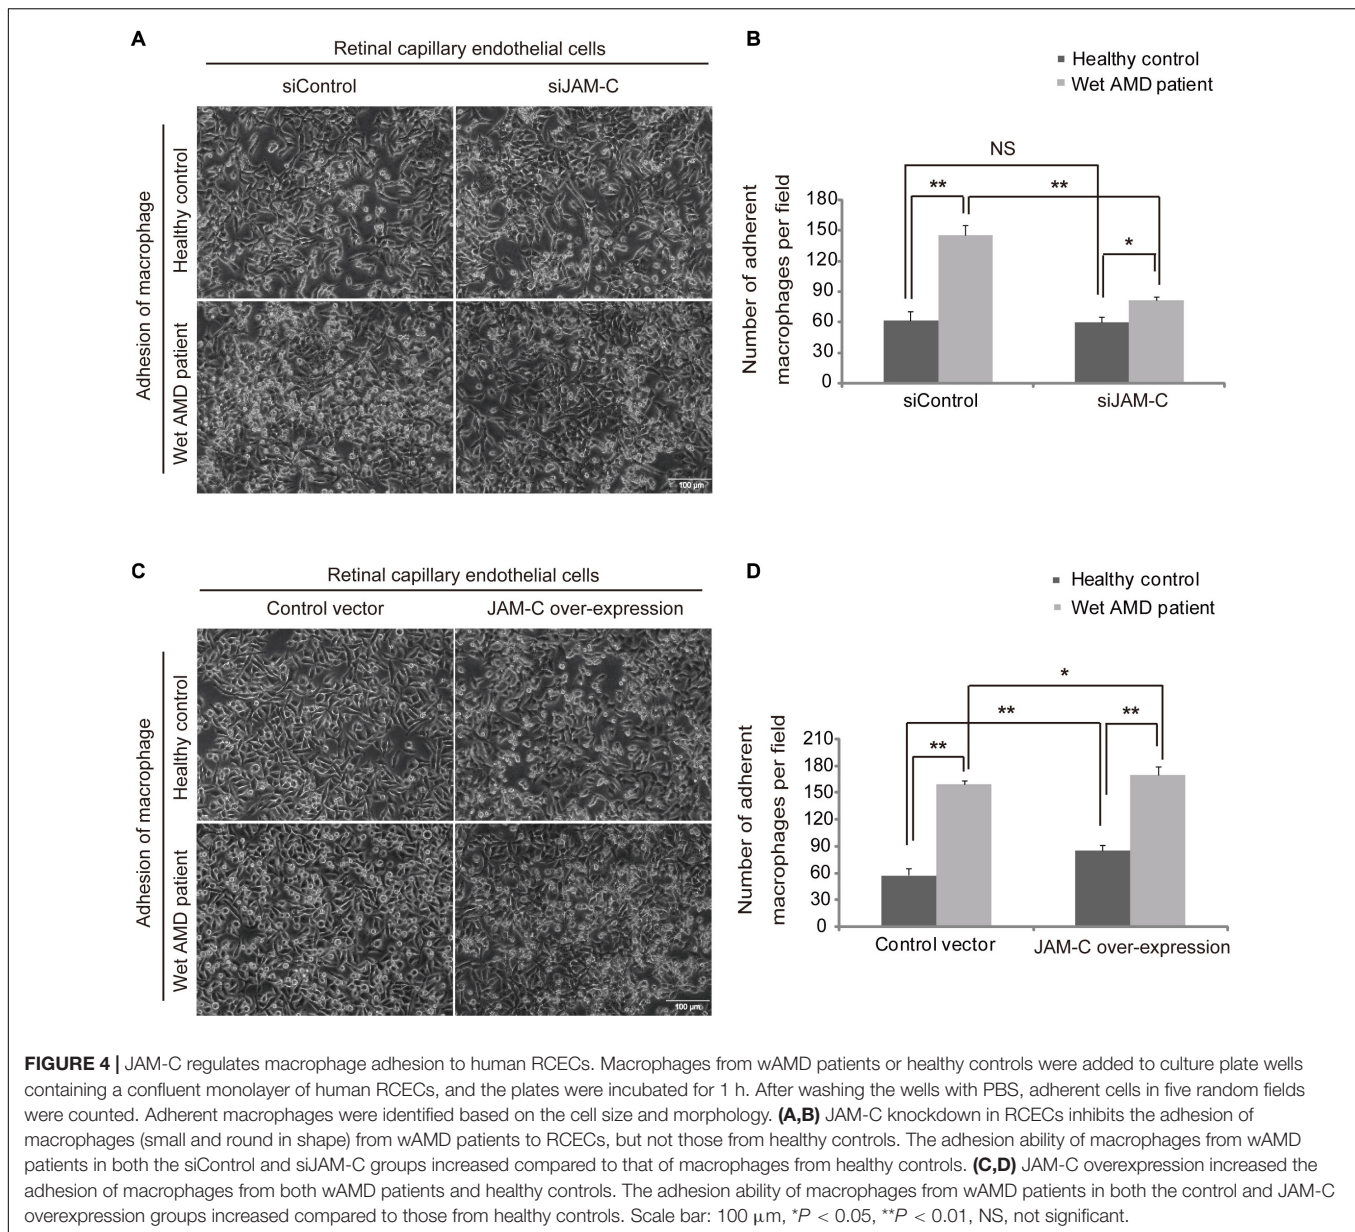 A
Retinal capillary endothelial cells
siControl
siJAM-C
Adhesion of macrophage
Healthy control
Wet AMD patient
100 μm
B
Healthy control
Wet AMD patient
Number of adherent
macrophages per field
NS
**
**
*
180
150
120
90
60
30
0
siControl
siJAM-C
C
Retinal capillary endothelial cells
Control vector
JAM-C over-expression
Adhesion of macrophage
Healthy control
Wet AMD patient
100 μm
D
Healthy control
Wet AMD patient
Number of adherent
macrophages per field
*
**
**
**
210
180
150
120
90
60
30
0
Control vector
JAM-C over-expression
FIGURE 4 | JAM-C regulates macrophage adhesion to human RCECs. Macrophages from wAMD patients or healthy controls were added to culture plate wells
containing a confluent monolayer of human RCECs, and the plates were incubated for 1 h. After washing the wells with PBS, adherent cells in five random fields
were counted. Adherent macrophages were identified based on the cell size and morphology. (A,B) JAM-C knockdown in RCECs inhibits the adhesion of
macrophages (small and round in shape) from wAMD patients to RCECs, but not those from healthy controls. The adhesion ability of macrophages from wAMD
patients in both the siControl and siJAM-C groups increased compared to that of macrophages from healthy controls. (C,D) JAM-C overexpression increased the
adhesion of macrophages from both wAMD patients and healthy controls. The adhesion ability of macrophages from wAMD patients in both the control and JAM-C
overexpression groups increased compared to those from healthy controls. Scale bar: 100 μm, *P < 0.05, **P < 0.01, NS, not significant.